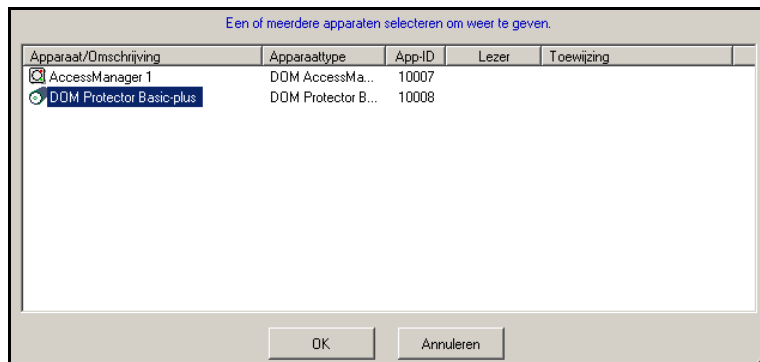 Een of meerdere apparaten selecteren om weer te geven.
Apparaat/Omschrijving Apparaattype App-ID Lezer Toewijzing
AccessManager 1 DOM AccessMa... 10007
DOM Protector Basic-plus DOM Protector B... 10008
OK Annuleren